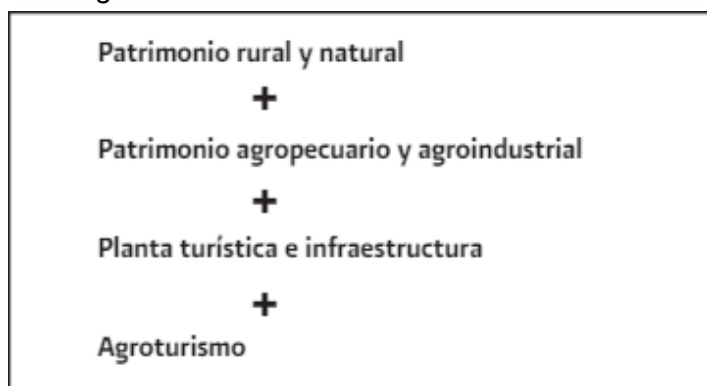 Patrimonio rural y natural
+
Patrimonio agropecuario y agroindustrial
+
Planta turística e infraestructura
+
Agroturismo